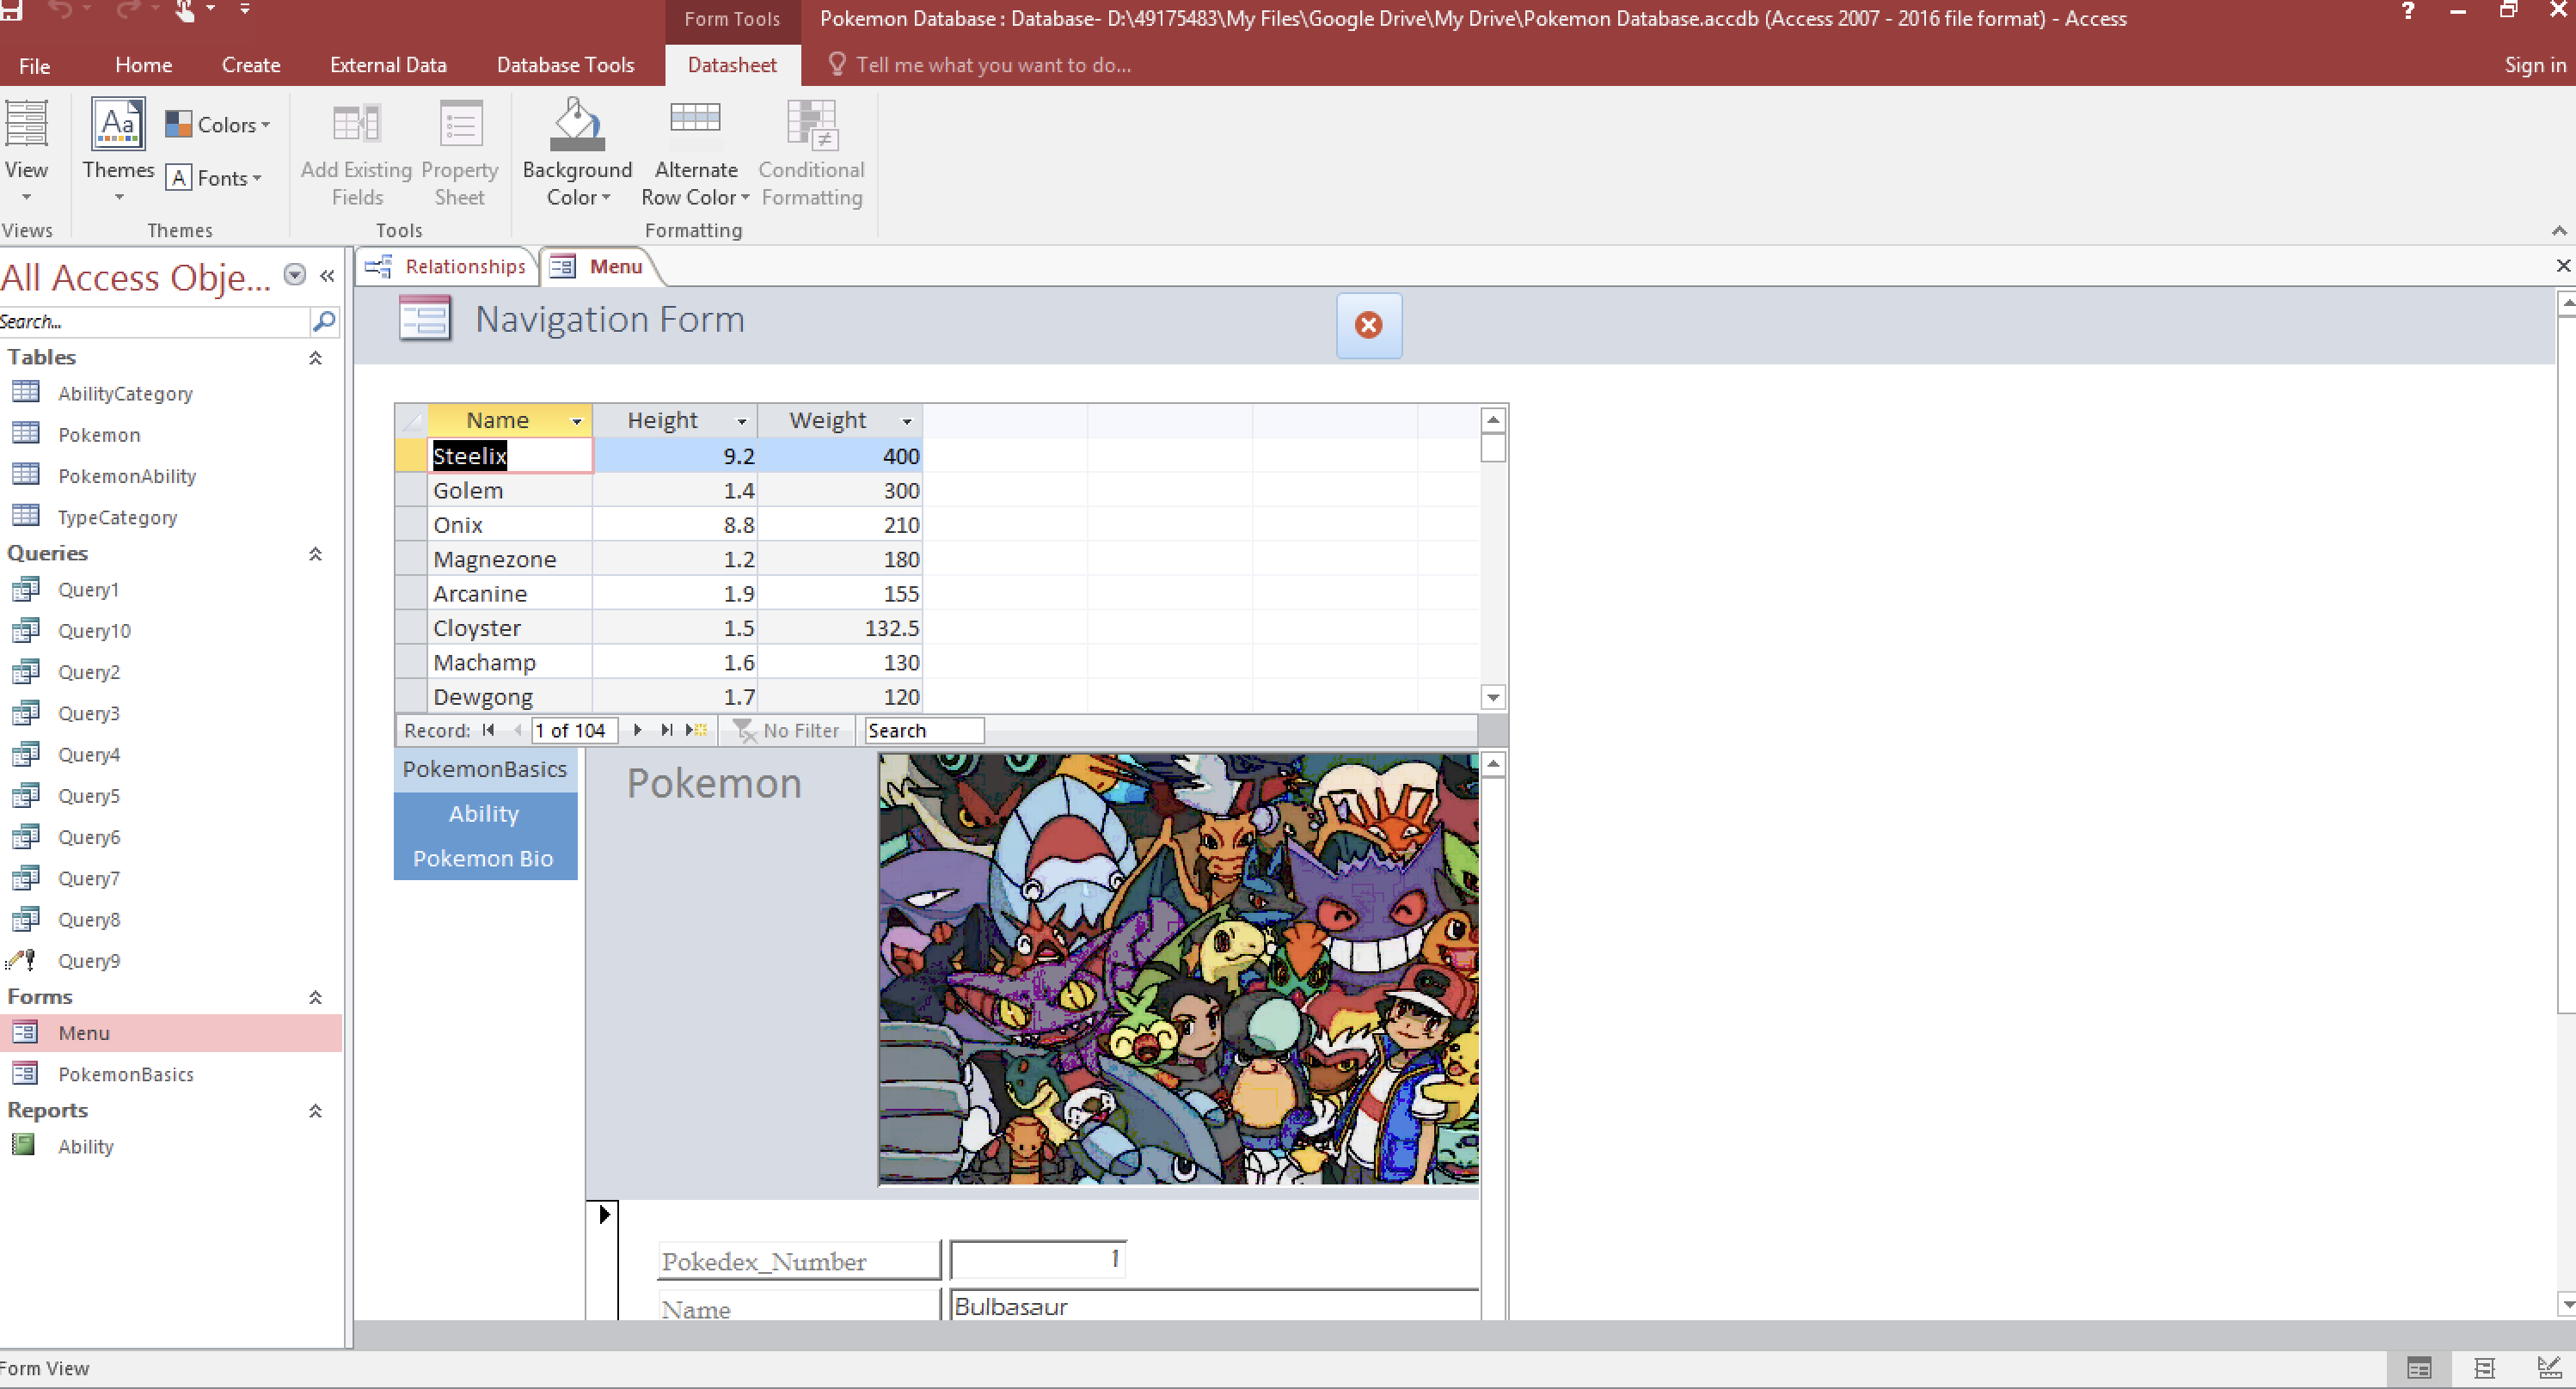 Form Tools
Pokemon Database : Database- D:\49175483\My Files\Google Drive\My Drive\Pokemon Database.accdb (Access 2007 - 2016 file format) - Access
?
File Home Create External Data Database Tools Datasheet Tell me what you want to do...
Sign in
View
Aa
Themes
Colors
A Fonts
Add Existing Fields
Property Sheet
Background Color
Alternate Row Color
Conditional Formatting
Views Themes Tools Formatting
All Access Obje...
Search...
Tables
AbilityCategory
Pokemon
PokemonAbility
TypeCategory
Queries
Query1
Query10
Query2
Query3
Query4
Query5
Query6
Query7
Query8
Query9
Forms
Menu
PokemonBasics
Reports
Ability
Relationships Menu
Navigation Form
Name Height Weight
Steelix 9.2 400
Golem 1.4 300
Onix 8.8 210
Magnezone 1.2 180
Arcanine 1.9 155
Cloyster 1.5 132.5
Machamp 1.6 130
Dewgong 1.7 120
Record: 1 of 104 No Filter Search
PokemonBasics
Ability
Pokemon Bio
Pokemon
Pokedex_Number 1
Name Bulbasaur
Form View